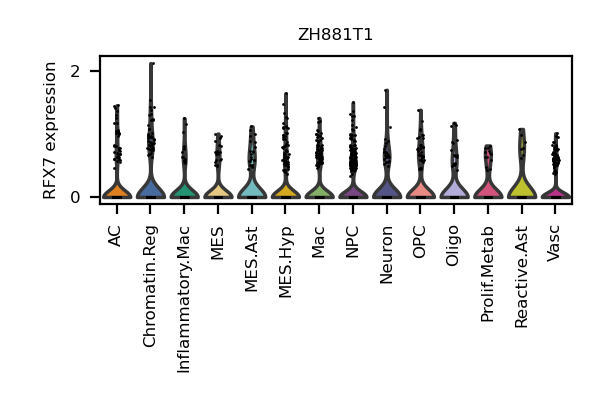 ZH881T1
RFX7 expression
2
0
AC
Chromatin.Reg
Inflammatory.Mac
MES
MES.Ast
MES.Hyp
Mac
NPC
Neuron
OPC
Oligo
Prolif.Metab
Reactive.Ast
Vasc